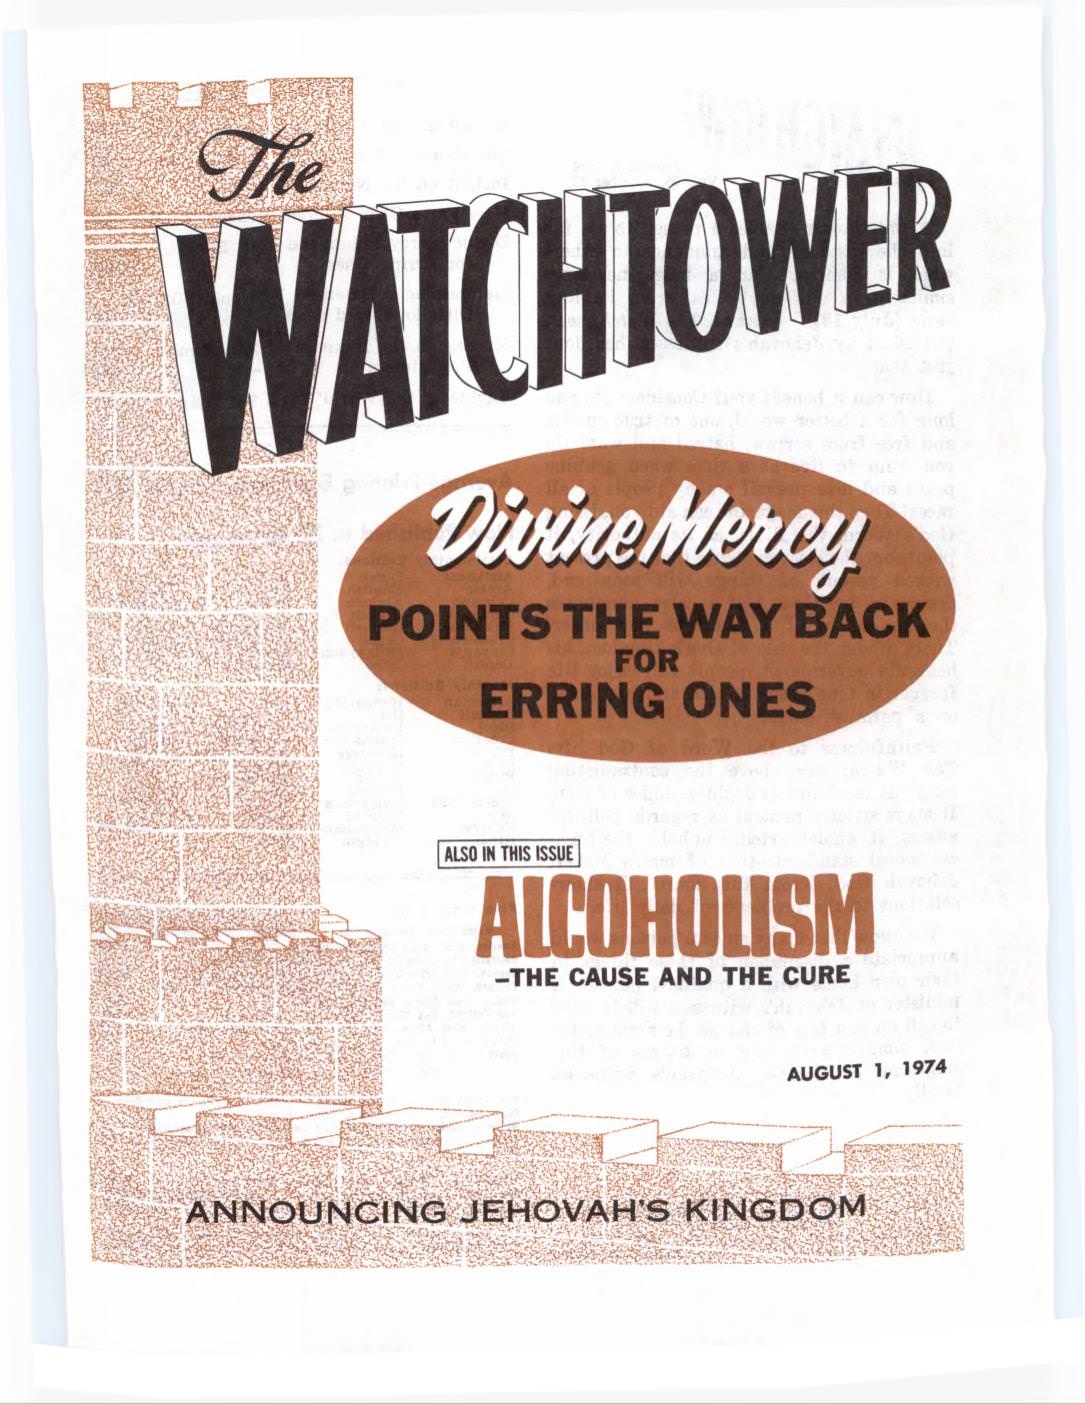 The
WATCHTOWER
Divine Mercy
POINTS THE WAY BACK
FOR
ERRING ONES
ALSO IN THIS ISSUE
ALCOHOLISM
–THE CAUSE AND THE CURE
AUGUST 1, 1974
ANNOUNCING JEHOVAH'S KINGDOM